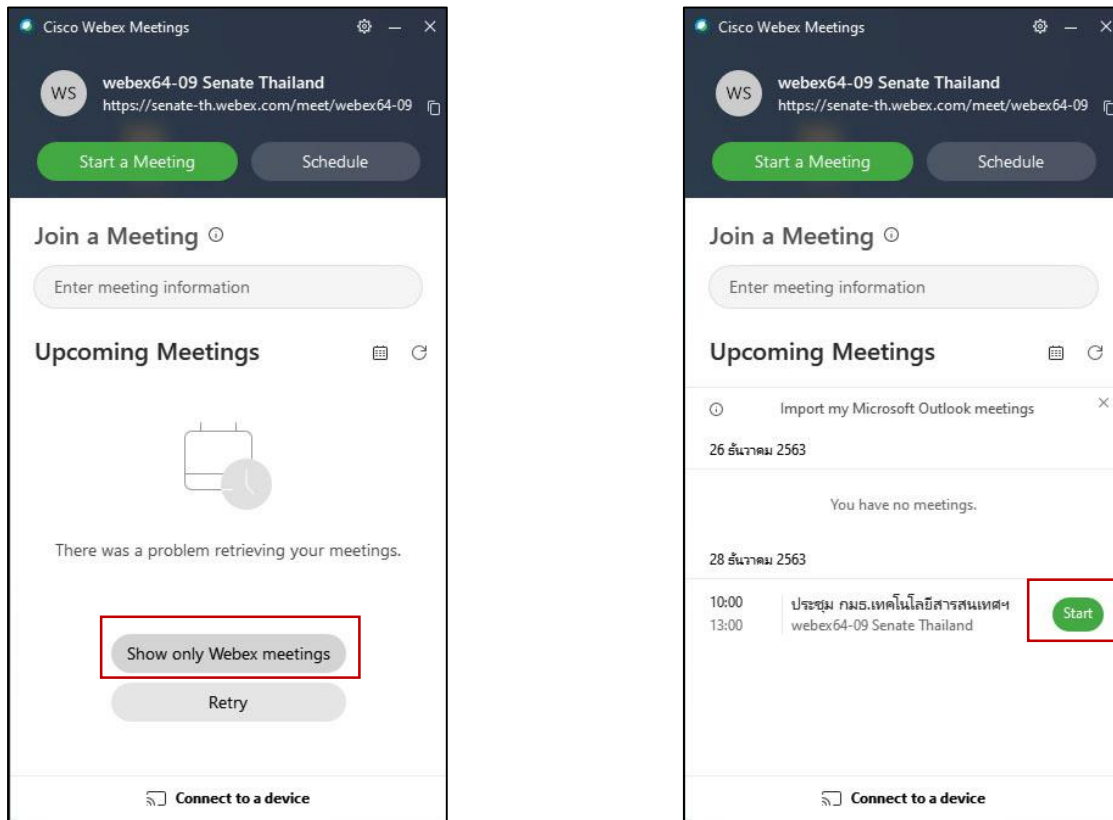 Cisco Webex Meetings
WS
webex64-09 Senate Thailand
https://senate-th.webex.com/meet/webex64-09
Start a Meeting
Schedule
Join a Meeting
Enter meeting information
Upcoming Meetings
There was a problem retrieving your meetings.
Show only Webex meetings
Retry
Connect to a device
Cisco Webex Meetings
WS
webex64-09 Senate Thailand
https://senate-th.webex.com/meet/webex64-09
Start a Meeting
Schedule
Join a Meeting
Enter meeting information
Upcoming Meetings
Import my Microsoft Outlook meetings
26 ธันวาคม 2563
You have no meetings.
28 ธันวาคม 2563
10:00 ประชุม กมธ.เทคโนโลยีสารสนเทศฯ
13:00 webex64-09 Senate Thailand
Start
Connect to a device